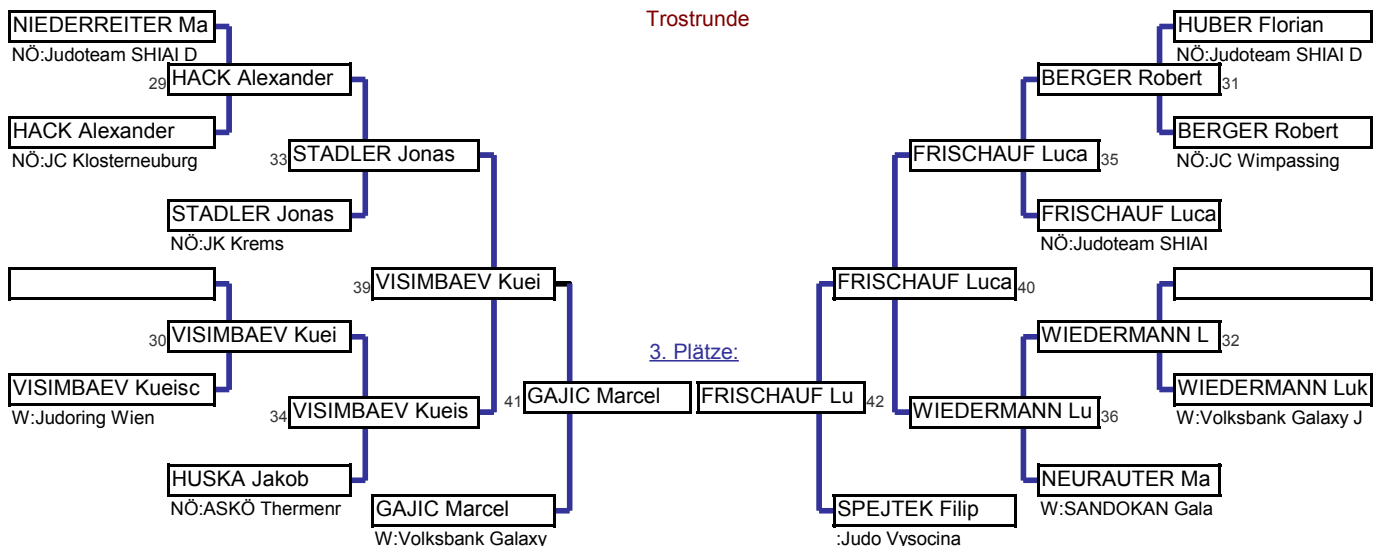 Trostrunde
NIEDERREITER Ma
NÖ:Judoteam SHIAI D
29 HACK Alexander
HACK Alexander
NÖ:JC Klosterneuburg
33 STADLER Jonas
STADLER Jonas
NÖ:JK Krems
39 VISIMBAEV Kuei
30 VISIMBAEV Kuei
VISIMBAEV Kueisc
W:Judoring Wien
34 VISIMBAEV Kueis
HUSKA Jakob
NÖ:ASKÖ Thermenr
41 GAJIC Marcel
GAJIC Marcel
W:Volksbank Galaxy
3. Plätze:
HUBER Florian
NÖ:Judoteam SHIAI D
BERGER Robert 31
BERGER Robert
NÖ:JC Wimpassing
FRISCHAUF Luca 35
FRISCHAUF Luca
NÖ:Judoteam SHIAI
FRISCHAUF Luca 40
WIEDERMANN L 32
WIEDERMANN Luk
W:Volksbank Galaxy J
FRISCHAUF Lu 42
WIEDERMANN Lu 36
NEURAUTER Ma
W:SANDOKAN Gala
SPEJTEK Filip
:Judo Vysocina